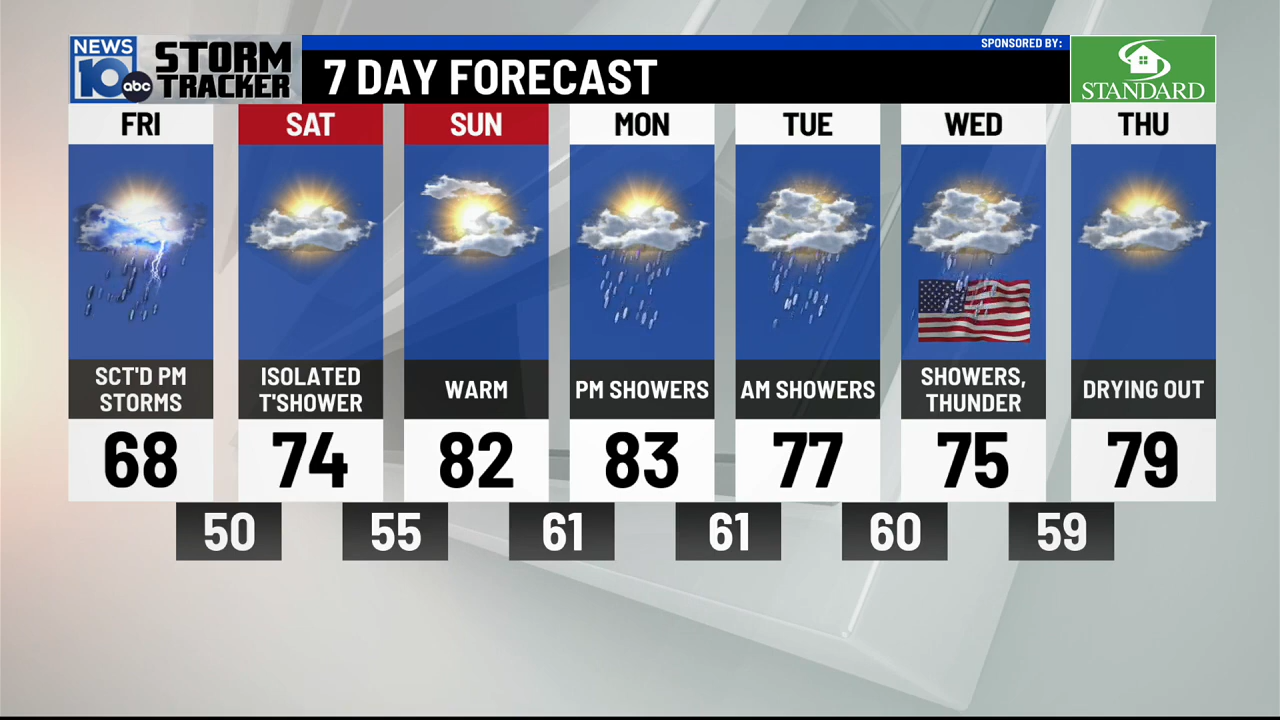 NEWS
10
abc
STORM
TRACKER
7 DAY FORECAST
SPONSORED BY:
STANDARD
FRI
SAT
SUN
MON
TUE
WED
THU
SCT'D PM
STORMS
ISOLATED
T'SHOWER
WARM
PM SHOWERS
AM SHOWERS
SHOWERS,
THUNDER
DRYING OUT
68
74
82
83
77
75
79
50
55
61
61
60
59